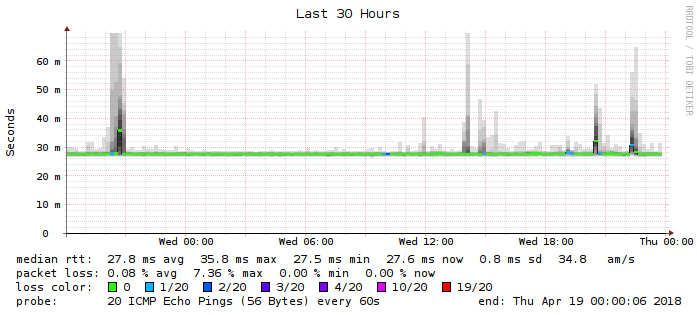 Last 30 Hours
RRDTOOL / TOBI OETIKER
Seconds
60 m
50 m
40 m
30 m
20 m
10 m
0
Wed 00:00 Wed 06:00 Wed 12:00 Wed 18:00 Thu 00:00
median rtt: 27.8 ms avg 35.8 ms max 27.5 ms min 27.6 ms now 0.8 ms sd 34.8 am/s
packet loss: 0.08 % avg 7.36 % max 0.00 % min 0.00 % now
loss color: 0 1/20 2/20 3/20 4/20 10/20 19/20
probe: 20 ICMP Echo Pings (56 Bytes) every 60s end: Thu Apr 19 00:00:06 2018